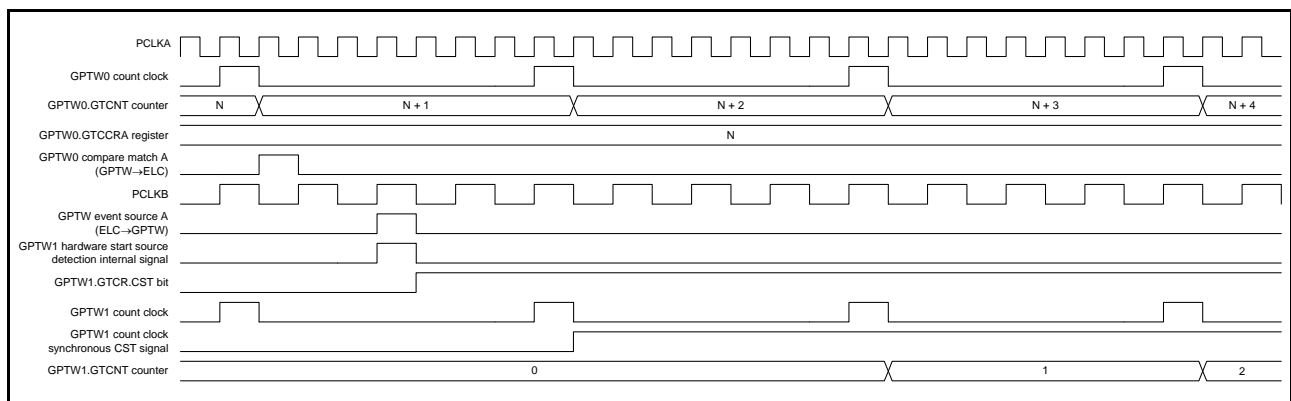 PCLKA
GPTW0 count clock
GPTW0.GTCNT counter
N
N + 1
N + 2
N + 3
N + 4
GPTW0.GTCCRA register
N
GPTW0 compare match A
(GPTW→ELC)
PCLKB
GPTW event source A
(ELC→GPTW)
GPTW1 hardware start source
detection internal signal
GPTW1.GTCR.CST bit
GPTW1 count clock
GPTW1 count clock
synchronous CST signal
GPTW1.GTCNT counter
0
1
2